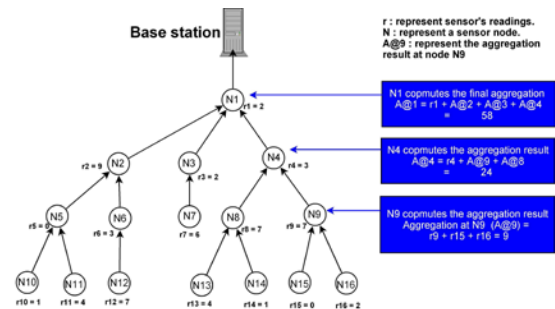 Base station
r : represent sensor's readings.
N : represent a sensor node.
A@9 : represent the aggregation
result at node N9
N1 copmutes the final aggregation
A@1 = r1 + A@2 + A@3 + A@4
= 58
N1
r1 = 2
N2
r2 = 9
N3
r3 = 2
N4
r4 = 3
N4 copmutes the aggregation result
A@4 = r4 + A@9 + A@8
= 24
N5
N6
r6 = 3
N7
r7 = 6
N8
r8 = 7
N9
r9 = 7
N9 copmutes the aggregation result
Aggregation at N9 (A@9) =
r9 + r15 + r16 = 9
N10
N11
N12
N13
N14
N15
N16
r10 = 1
r11 = 4
r12 = 7
r13 = 4
r14 = 1
r15 = 0
r16 = 2